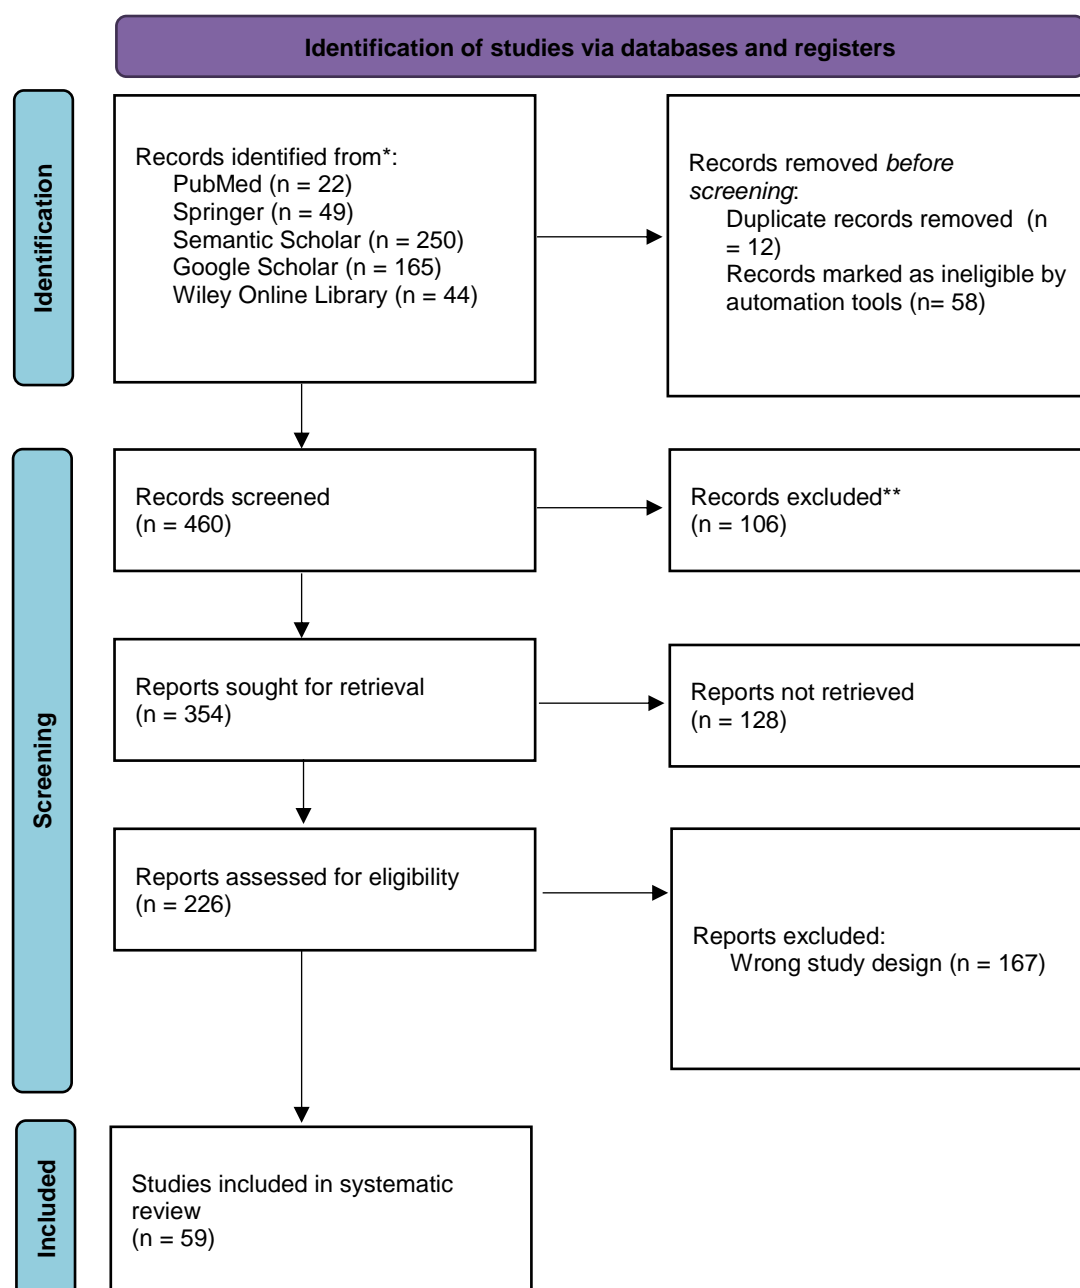 Identification of studies via databases and registers
Identification
Records identified from*:
PubMed (n = 22)
Springer (n = 49)
Semantic Scholar (n = 250)
Google Scholar (n = 165)
Wiley Online Library (n = 44)
Records removed before
screening:
Duplicate records removed (n
= 12)
Records marked as ineligible by
automation tools (n= 58)
Screening
Records screened
(n = 460)
Records excluded**
(n = 106)
Reports sought for retrieval
(n = 354)
Reports not retrieved
(n = 128)
Reports assessed for eligibility
(n = 226)
Reports excluded:
Wrong study design (n = 167)
Included
Studies included in systematic
review
(n = 59)